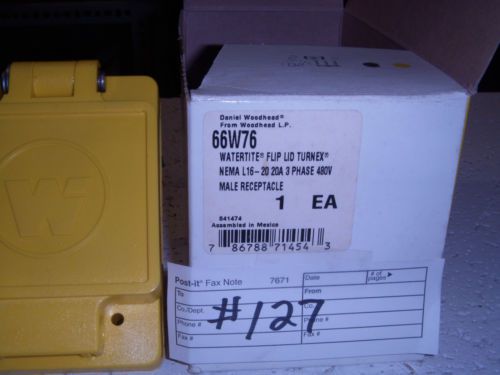 W
Daniel Woodhead®
From Woodhead L.P.
66W76
WATERTITE® FLIP LID TURNEX®
NEMA L16-20 20A 3 PHASE 480V
MALE RECEPTACLE
1 EA
841474
Assembled in Mexico
7 86788 71454 3
Post-it® Fax Note 7671 Date # of pages ▶
To From
Co./Dept. Co.
Phone # Phone #
Fax # Fax #
#127